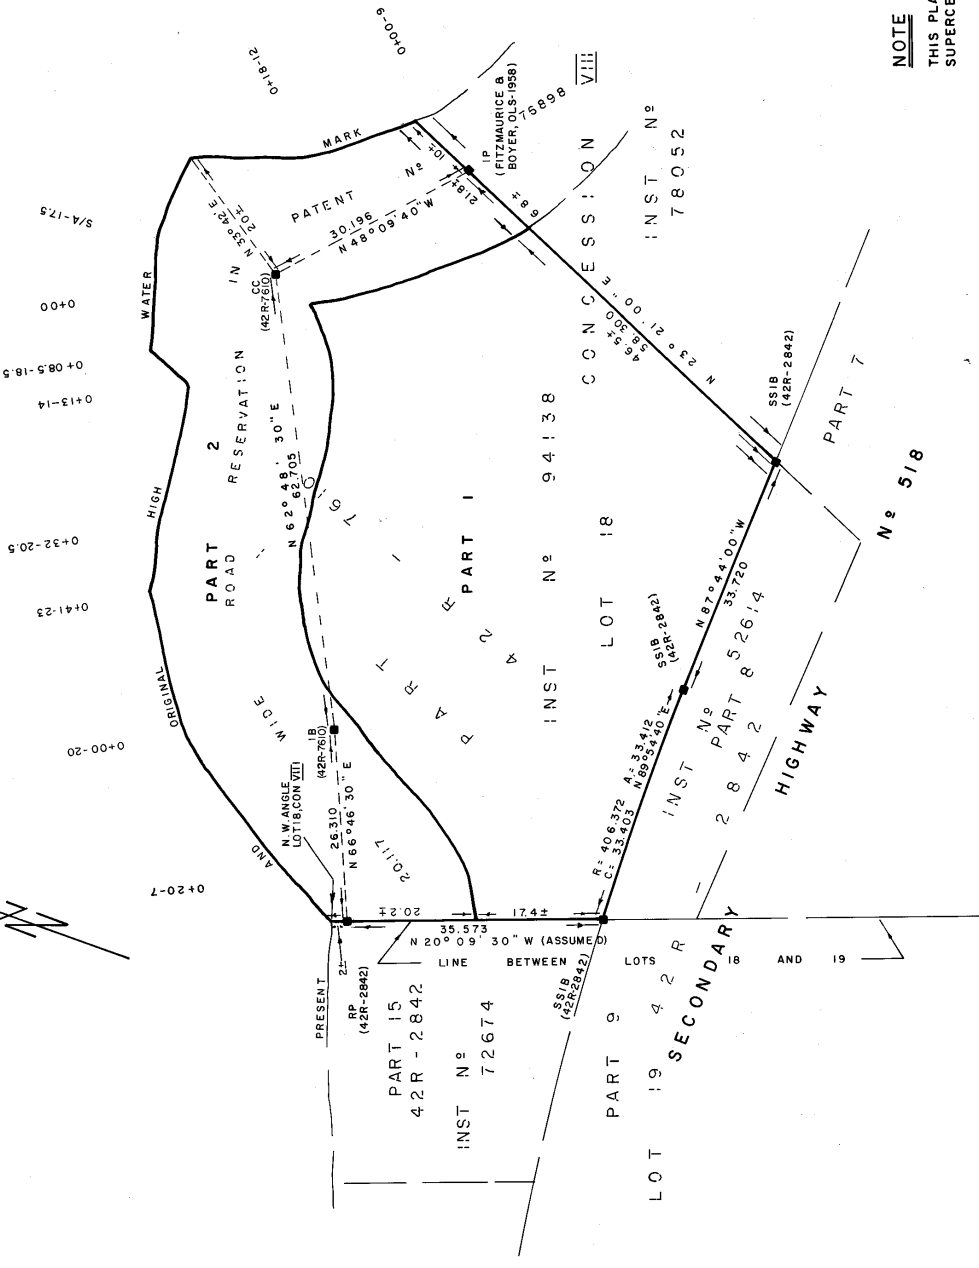 NOTE
THIS PLA
SUPERCE
0+00-9
0+18-12
S/A-17.5
0+00
0+08.5-18.5
0+13-14
0+32-20.5
0+41-23
0+00-20
0+20-7
PRESENT
AND
ORIGINAL
HIGH
WATER
MARK
PART 2
ROAD RESERVATION
WIDE
20.117
IN
PATENT Nº
75898
N 33° 42' E
20.1±
30.196
N 48° 09' 40" W
10±
21.8±
6.8±
IP
(FITZMAURICE &
BOYER, OLS-1958)
CC
(42R-7610)
N 62° 48' 30" E
62.705
IB
(42R-7610)
N.W. ANGLE
LOT 18, CON VIII
26.310
N 66° 46' 30" E
2±
RP
(42R-2842)
20.2±
17.4±
35.573
N 20° 09' 30" W (ASSUMED)
LINE BETWEEN LOTS 18 AND 19
PART 15
42R-2842
INST Nº
72674
PART 1
PART 1
42R
7610
INST Nº 94138
LOT 18
CONCESSION VIII
INST Nº
78052
46.5±
58.300
N 23° 21' 00" E
SSIB
(42R-2842)
PART 7
N 87° 44' 00" W
33.720
SSIB
(42R-2842)
R= 406.372 A= 33.412
C= 33.403 N 89° 54' 40" E
SSIB
(42R-2842)
INST Nº 52614
PART 8
PART 9
42R - 2842
LOT 19
SECONDARY HIGHWAY Nº 518